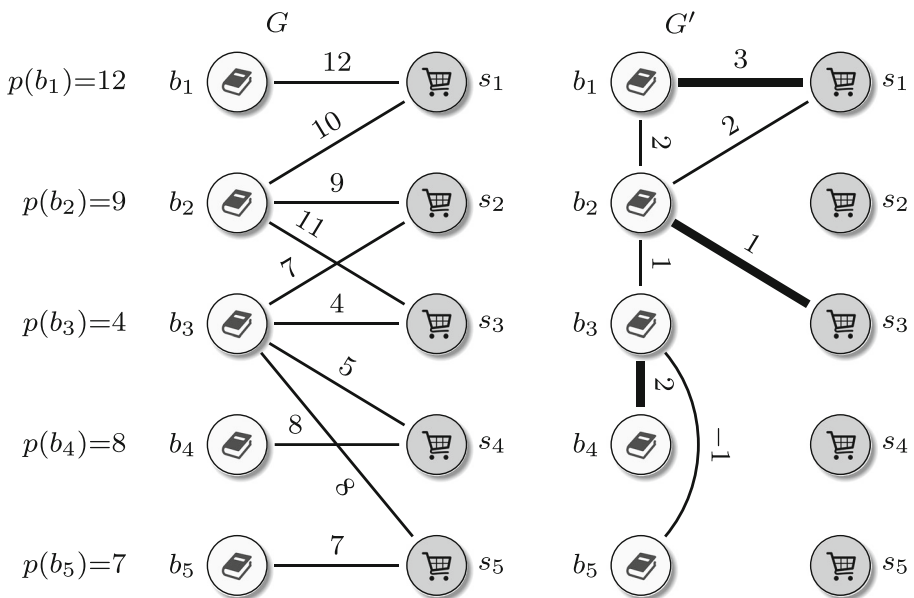 G G′
p(b₁)=12 b₁ 12 s₁ b₁ 3 s₁
10 2 2
p(b₂)=9 b₂ 9 s₂ b₂ s₂
11 1
7 1
p(b₃)=4 b₃ 4 s₃ b₃ s₃
5 2
p(b₄)=8 b₄ 8 s₄ b₄ −1 s₄
8
p(b₅)=7 b₅ 7 s₅ b₅ s₅